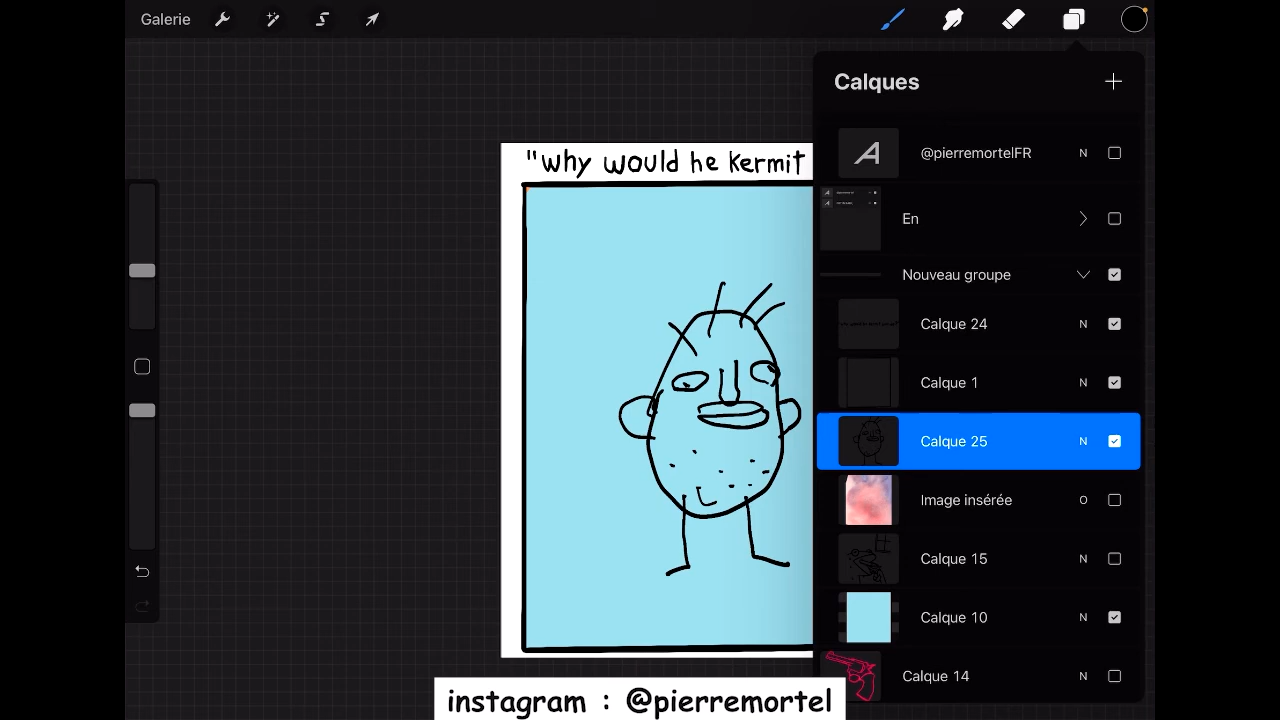 Galerie
Calques
@pierremortelFR N
En
Nouveau groupe
Calque 24 N
Calque 1 N
Calque 25 N
Image insérée O
Calque 15 N
Calque 10 N
Calque 14 N
"why would he kermit
instagram : @pierremortel